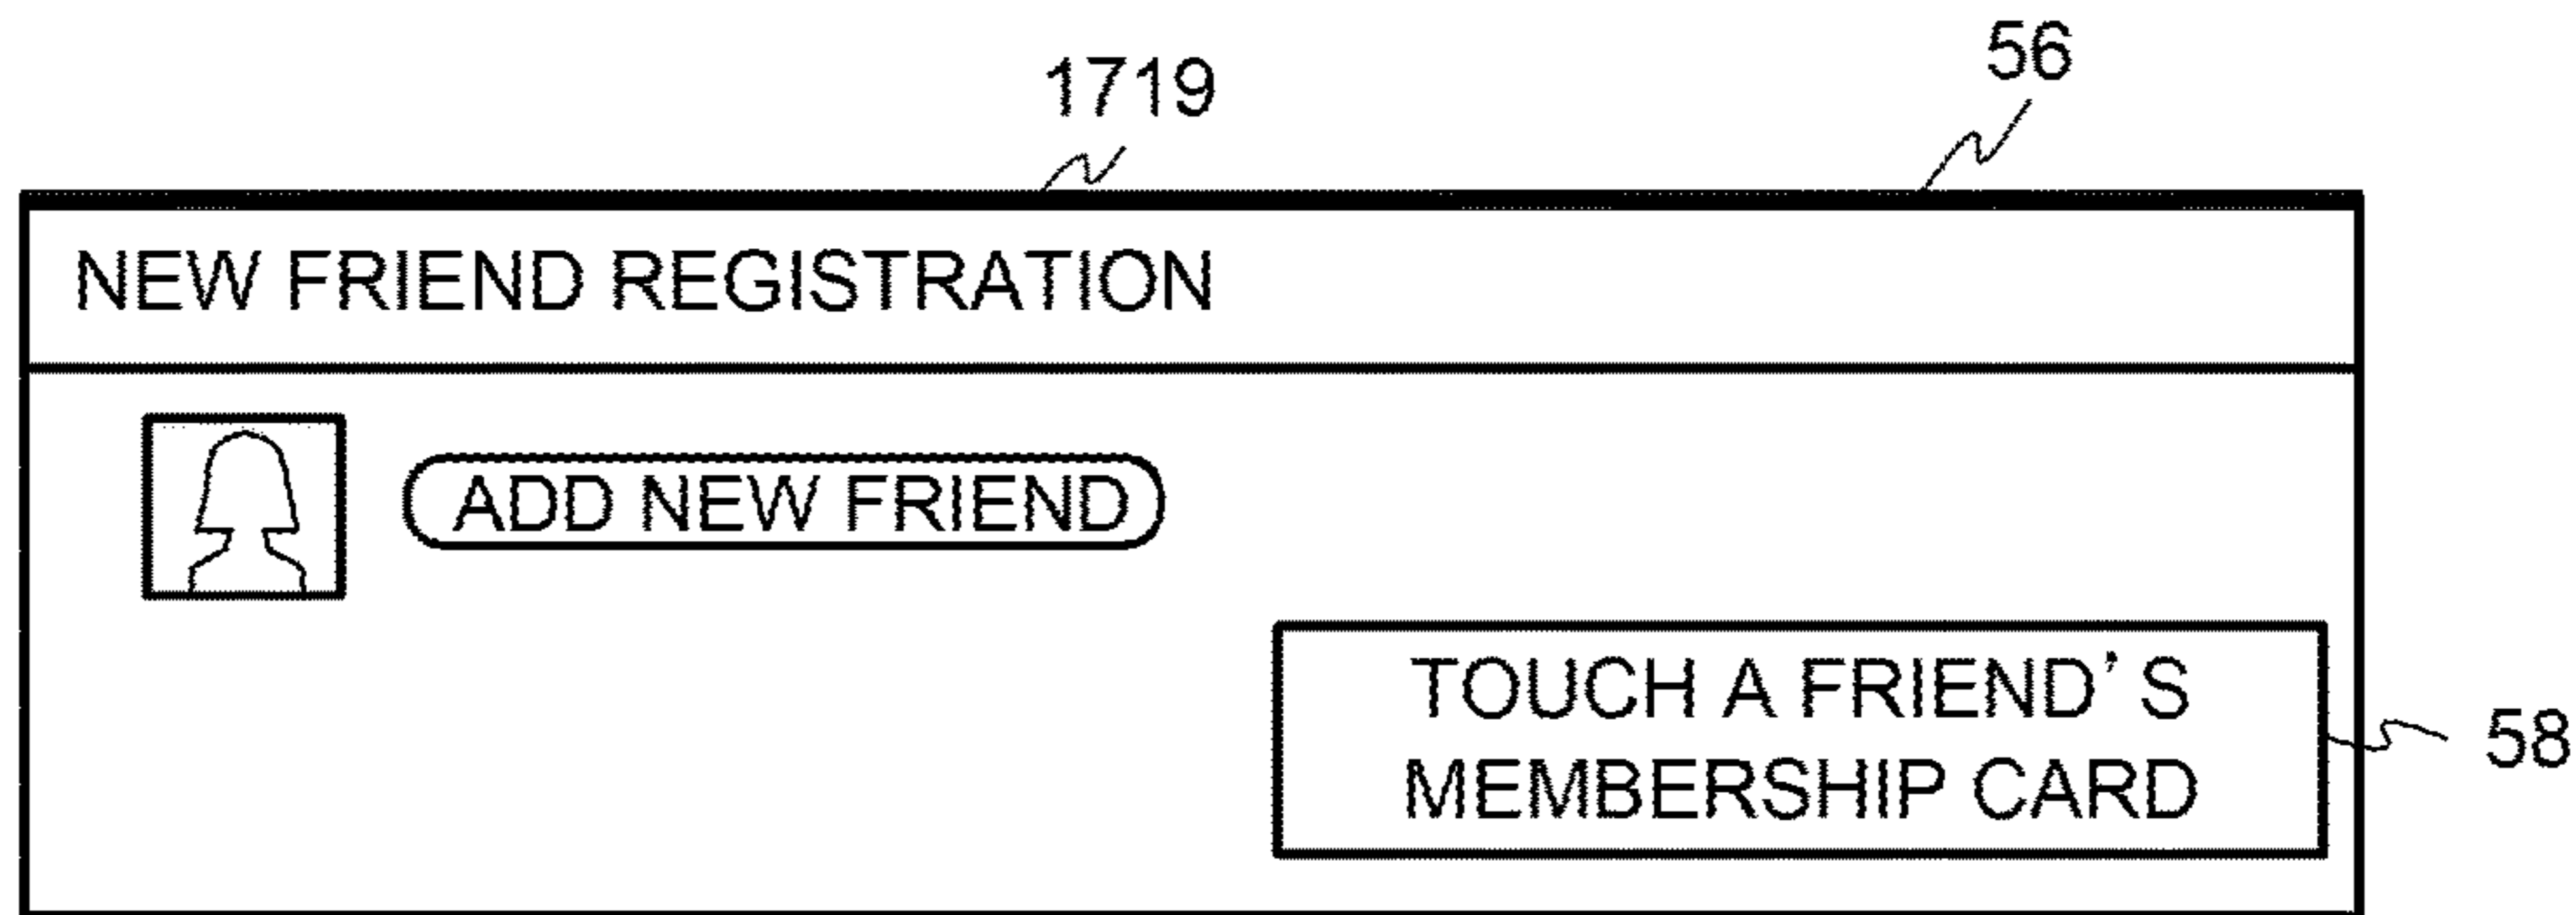 1719
56
NEW FRIEND REGISTRATION
ADD NEW FRIEND
TOUCH A FRIEND'S
MEMBERSHIP CARD
58